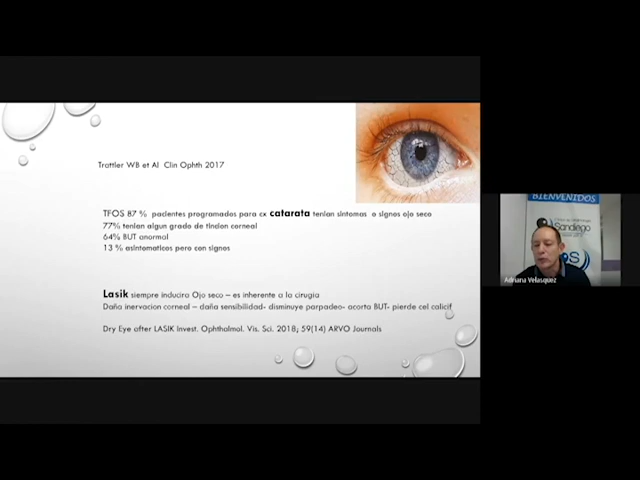 Trattler WB et Al Clin Ophth 2017
TFOS 87 % pacientes programados para cx catarata tenian sintomas o signos ojo seco
77% tenian algun grado de tincion corneal
64% BUT anormal
13 % asintomaticos pero con signos
Lasik siempre inducira Ojo seco – es inherente a la cirugia
Daña inervacion corneal – daña sensibilidad- disminuye parpadeo- acorta BUT- pierde cel calicif
Dry Eye after LASIK Invest. Ophthalmol. Vis. Sci. 2018; 59(14) ARVO Journals
BIENVENIDOS
Sandiego
Adriana Velasquez